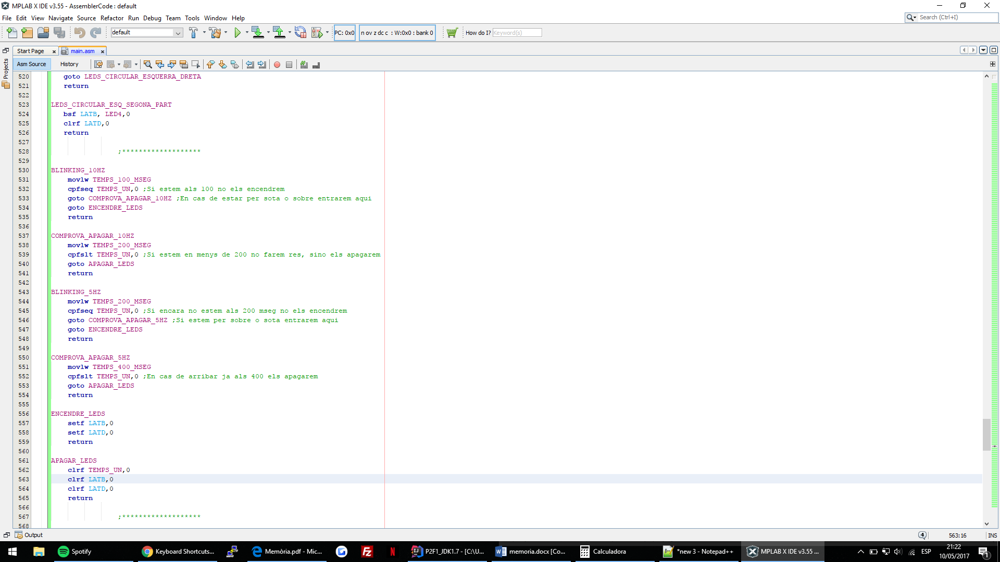 MPLAB X IDE v3.55 - AssemblerCode : default
File Edit View Navigate Source Refactor Run Debug Team Tools Window Help
Search (Ctrl+I)
default PC: 0x0 n ov z dc c : W:0x0 : bank 0 How do I? Keyword(s)
Start Page main.asm
Projects
Asm Source History
520 goto LEDS_CIRCULAR_ESQUERRA_DRETA
521 return
522
523 LEDS_CIRCULAR_ESQ_SEGONA_PART
524 bsf LATB, LED4,0
525 clrf LATD,0
526 return
527
528 ;*******************
529
530 BLINKING_10HZ
531 movlw TEMPS_100_MSEG
532 cpfseq TEMPS_UN,0 ;Si estem als 100 no els encendrem
533 goto COMPROVA_APAGAR_10HZ ;En cas de estar per sota o sobre entrarem aqui
534 goto ENCENDRE_LEDS
535 return
536
537 COMPROVA_APAGAR_10HZ
538 movlw TEMPS_200_MSEG
539 cpfslt TEMPS_UN,0 ;Si estem en menys de 200 no farem res, sino els apagarem
540 goto APAGAR_LEDS
541 return
542
543 BLINKING_5HZ
544 movlw TEMPS_200_MSEG
545 cpfseq TEMPS_UN,0 ;Si encara no estem als 200 mseg no els encendrem
546 goto COMPROVA_APAGAR_5HZ ;Si estem per sobre o sota entrarem aqui
547 goto ENCENDRE_LEDS
548 return
549
550 COMPROVA_APAGAR_5HZ
551 movlw TEMPS_400_MSEG
552 cpfslt TEMPS_UN,0 ;En cas de arribar ja als 400 els apagarem
553 goto APAGAR_LEDS
554 return
555
556 ENCENDRE_LEDS
557 setf LATB,0
558 setf LATD,0
559 return
560
561 APAGAR_LEDS
562 clrf TEMPS_UN,0
563 clrf LATB,0
564 clrf LATD,0
565 return
566
567 ;*******************
568
Output 4 563:16 INS
Spotify Keyboard Shortcuts... Memòria.pdf - Mic... P2F1_JDK1.7 - [C:\U... memoria.docx [Co... Calculadora *new 3 - Notepad++ MPLAB X IDE v3.55 ... ESP 21:22
10/05/2017 1